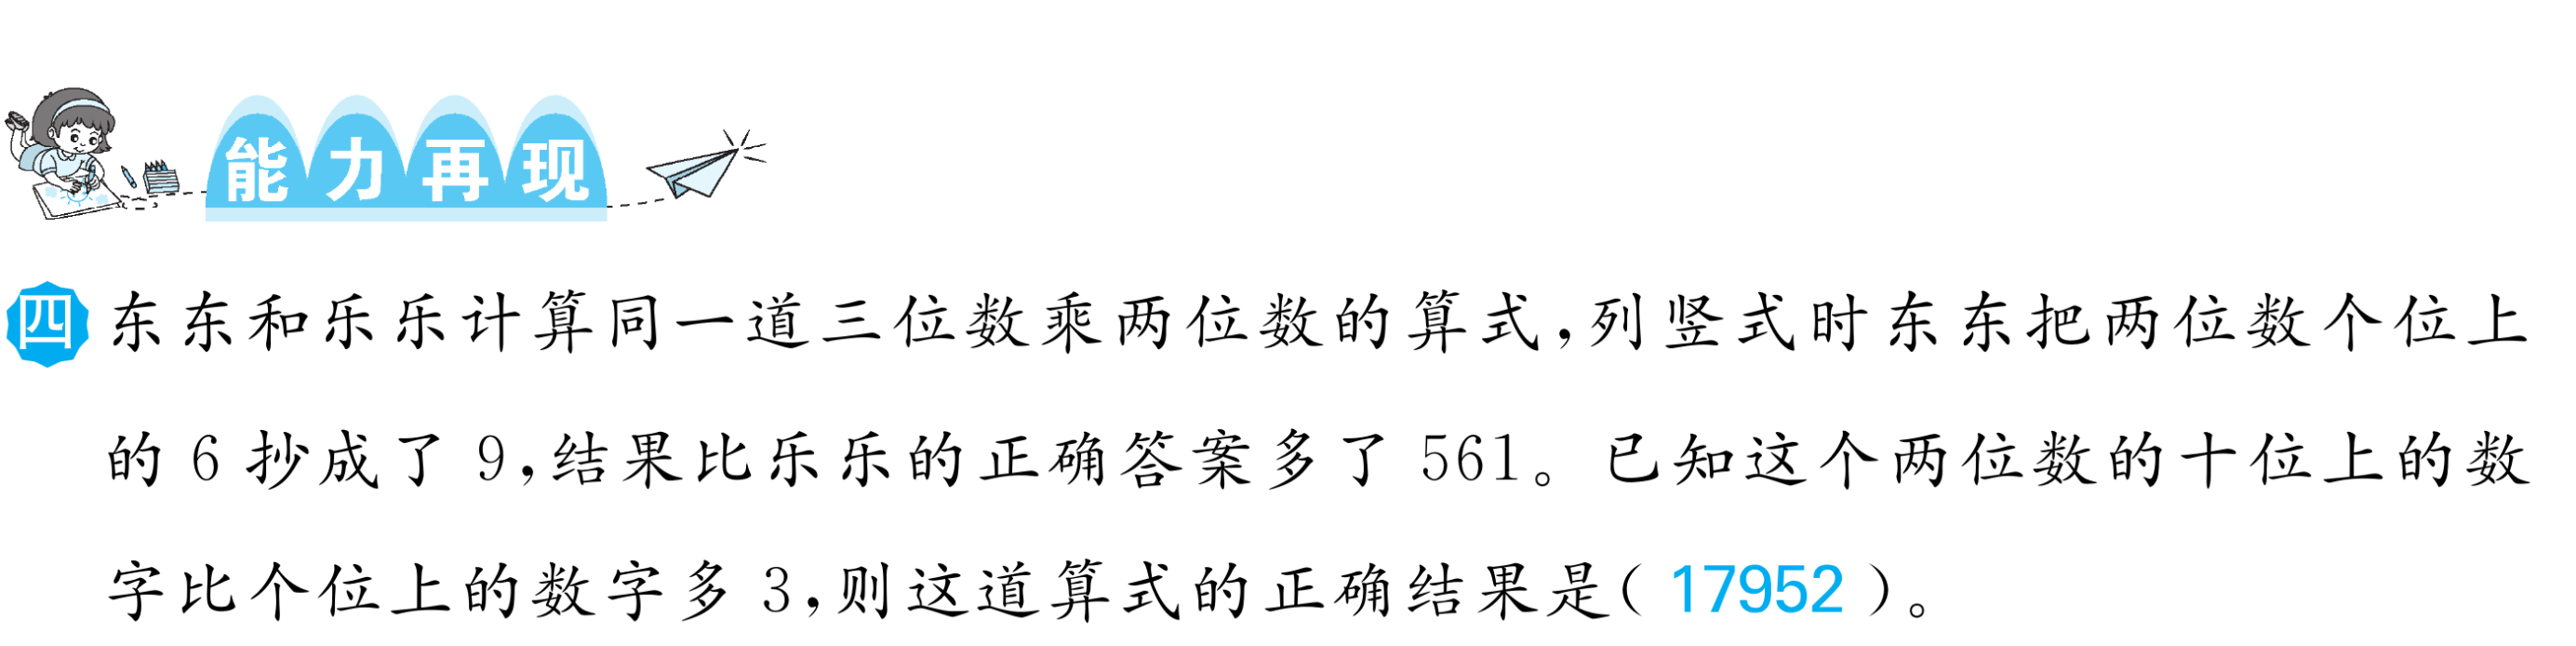 能力再现
四 东东和乐乐计算同一道三位数乘两位数的算式,列竖式时东东把两位数个位上
的 6 抄成了 9,结果比乐乐的正确答案多了 561。已知这个两位数的十位上的数
字比个位上的数字多 3,则这道算式的正确结果是( 17952 )。